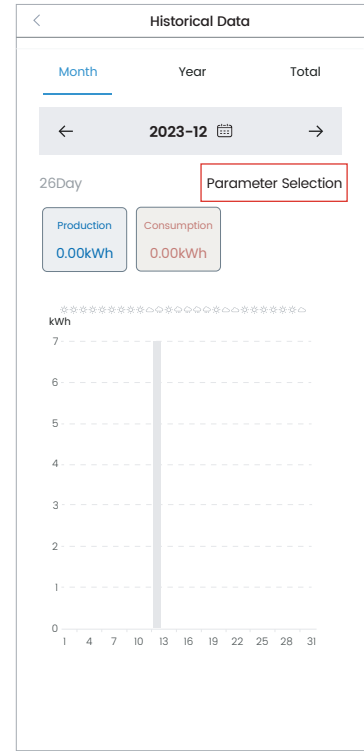 Historical Data
Month Year Total
2023-12
26Day Parameter Selection
Production Consumption
0.00kWh 0.00kWh
kWh
7
6
5
4
3
2
1
0
1 4 7 10 13 16 19 22 25 28 31